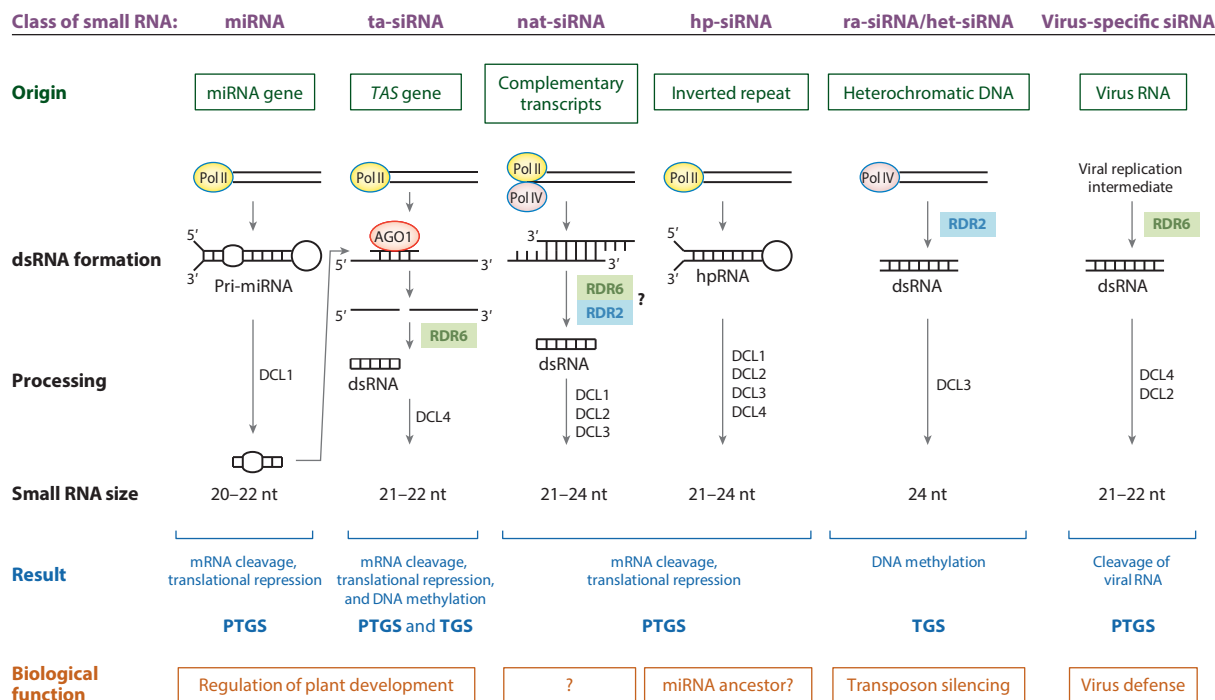 Class of small RNA: miRNA ta-siRNA nat-siRNA hp-siRNA ra-siRNA/het-siRNA Virus-specific siRNA
Origin
miRNA gene
TAS gene
Complementary
transcripts
Inverted repeat
Heterochromatic DNA
Virus RNA
dsRNA formation
Pol II
5′
3′
Pri-miRNA
Pol II
AGO1
5′ 3′
5′ 3′
RDR6
dsRNA
Pol II
Pol IV
3′
3′
RDR6
RDR2
?
dsRNA
Pol II
5′
3′
hpRNA
Pol IV
RDR2
dsRNA
Viral replication
intermediate
RDR6
dsRNA
Processing
DCL1
DCL4
DCL1
DCL2
DCL3
DCL1
DCL2
DCL3
DCL4
DCL3
DCL4
DCL2
Small RNA size 20–22 nt 21–22 nt 21–24 nt 21–24 nt 24 nt 21–22 nt
Result
mRNA cleavage,
translational repression
PTGS
mRNA cleavage,
translational repression,
and DNA methylation
PTGS and TGS
mRNA cleavage,
translational repression
PTGS
DNA methylation
TGS
Cleavage of
viral RNA
PTGS
Biological
function
Regulation of plant development
?
miRNA ancestor?
Transposon silencing
Virus defense